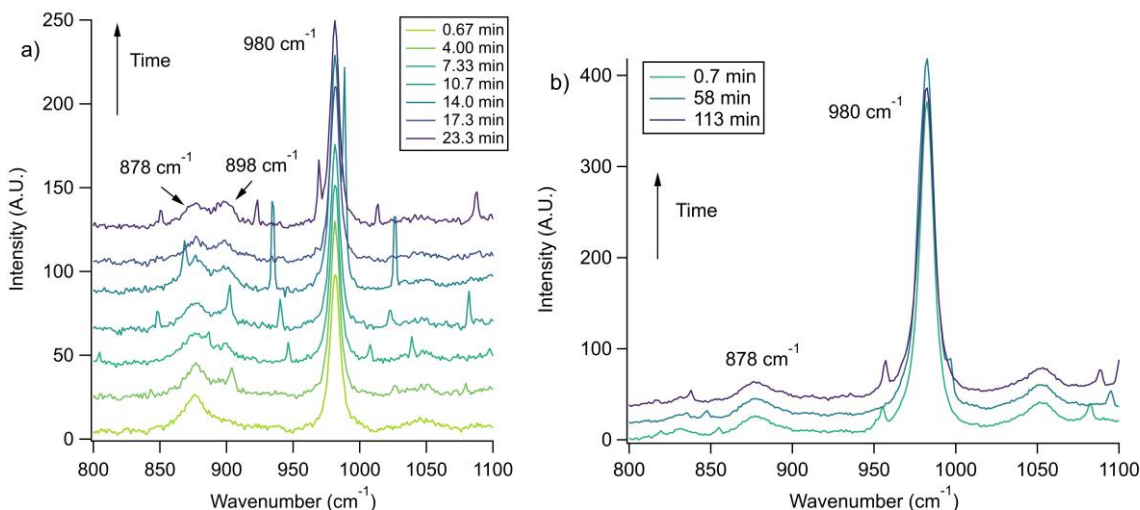 a)
250
200
150
100
50
0
Intensity (A.U.)
Time
980 cm⁻¹
878 cm⁻¹
898 cm⁻¹
0.67 min
4.00 min
7.33 min
10.7 min
14.0 min
17.3 min
23.3 min
800 850 900 950 1000 1050 1100
Wavenumber (cm⁻¹)
b)
400
300
200
100
0
Intensity (A.U.)
0.7 min
58 min
113 min
980 cm⁻¹
Time
878 cm⁻¹
800 850 900 950 1000 1050 1100
Wavenumber (cm⁻¹)